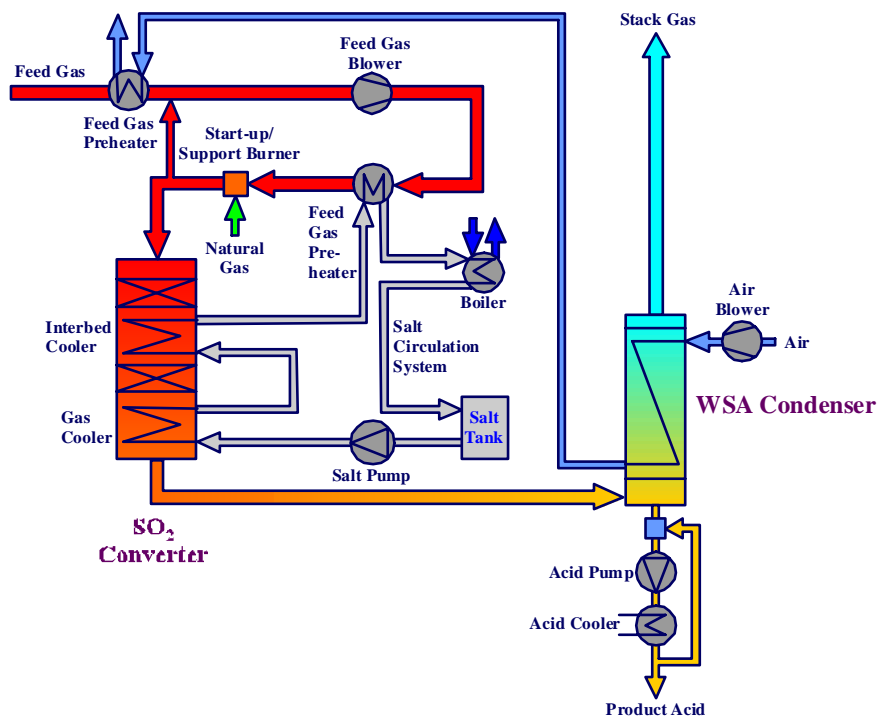 Stack Gas
Feed Gas
Blower
Feed Gas
Feed Gas
Preheater
Start-up/
Support Burner
Natural
Gas
Feed
Gas
Pre-
heater
Boiler
Air
Blower
Air
Interbed
Cooler
Salt
Circulation
System
WSA Condenser
Gas
Cooler
Salt
Tank
Salt Pump
SO₂
Converter
Acid Pump
Acid Cooler
Product Acid